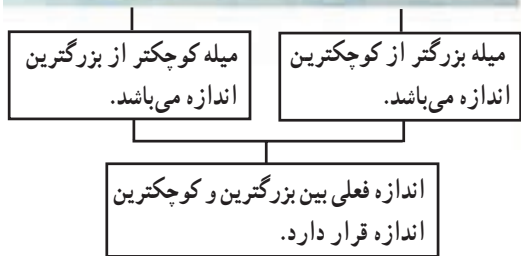 میله بزرگتر از کوچکترین
اندازه می‌باشد.
میله کوچکتر از بزرگترین
اندازه می‌باشد.
اندازه فعلی بین بزرگترین و کوچکترین
اندازه قرار دارد.